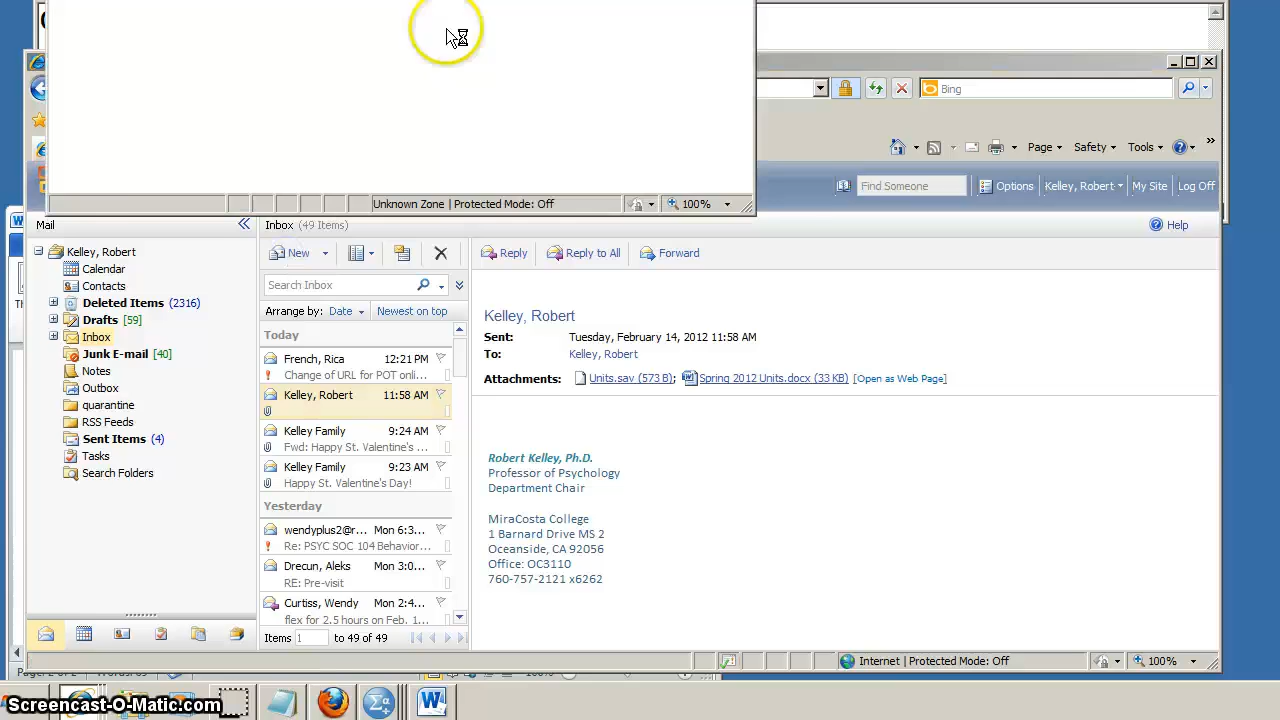 Bing
Page
Safety
Tools
»
Find Someone
Options
Kelley, Robert
My Site
Log Off
Unknown Zone | Protected Mode: Off
100%
Mail
«
Inbox (49 Items)
Help
Kelley, Robert
Calendar
Contacts
Deleted Items (2316)
Drafts [59]
Inbox
Junk E-mail [40]
Notes
Outbox
quarantine
RSS Feeds
Sent Items (4)
Tasks
Search Folders
New
Search Inbox
Arrange by: Date
Newest on top
Today
French, Rica 12:21 PM
Change of URL for POT onli...
Kelley, Robert 11:58 AM
Kelley Family 9:24 AM
Fwd: Happy St. Valentine's ...
Kelley Family 9:23 AM
Happy St. Valentine's Day!
Yesterday
wendyplus2@r... Mon 6:3...
Re: PSYC SOC 104 Behavior...
Drecun, Aleks Mon 3:0...
RE: Pre-visit
Curtiss, Wendy Mon 2:4...
flex for 2.5 hours on Feb. 1...
Items 1 to 49 of 49
Reply
Reply to All
Forward
Kelley, Robert
Sent: Tuesday, February 14, 2012 11:58 AM
To: Kelley, Robert
Attachments: Units.sav (573 B); Spring 2012 Units.docx (33 KB) [Open as Web Page]
Robert Kelley, Ph.D.
Professor of Psychology
Department Chair
MiraCosta College
1 Barnard Drive MS 2
Oceanside, CA 92056
Office: OC3110
760-757-2121 x6262
Internet | Protected Mode: Off
100%
Screencast-O-Matic.com